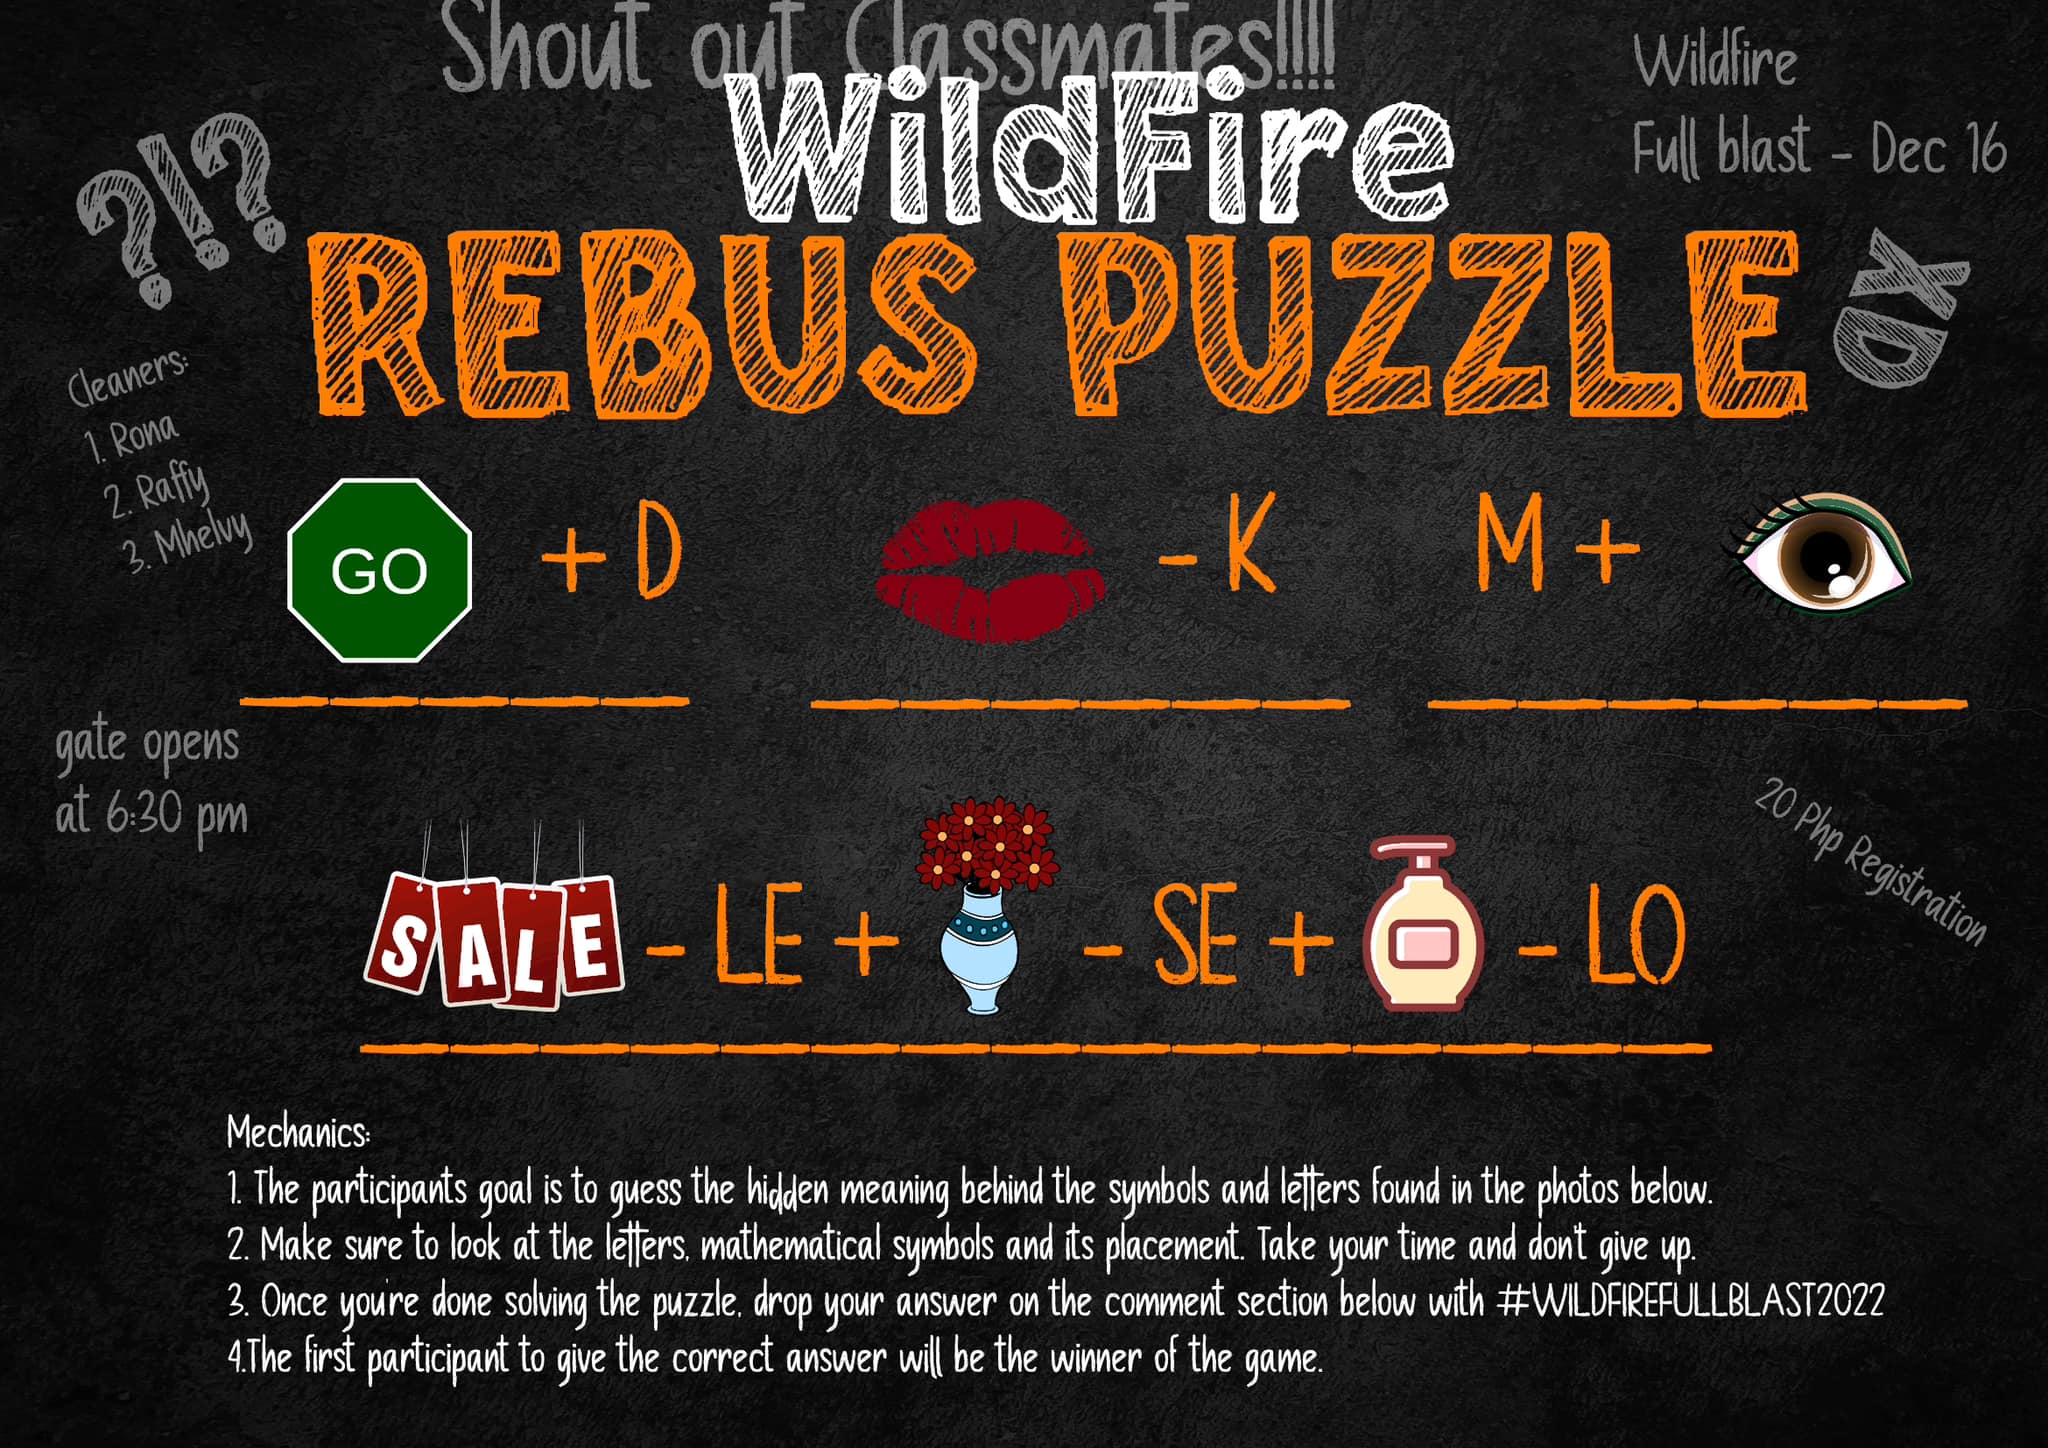 Shout out Classmates!!!!
WildFire
REBUS PUZZLE
Wildfire
Full blast - Dec 16
?!?
XD
Cleaners:
1. Rona
2. Raffy
3. Mhelvy
GO + D
- K
M +
gate opens
at 6:30 pm
20 Php Registration
SALE - LE + - SE + - LO
Mechanics:
1. The participants goal is to guess the hidden meaning behind the symbols and letters found in the photos below.
2. Make sure to look at the letters, mathematical symbols and its placement. Take your time and don't give up.
3. Once you're done solving the puzzle, drop your answer on the comment section below with #WILDFIREFULLBLAST2022
4.The first participant to give the correct answer will be the winner of the game.